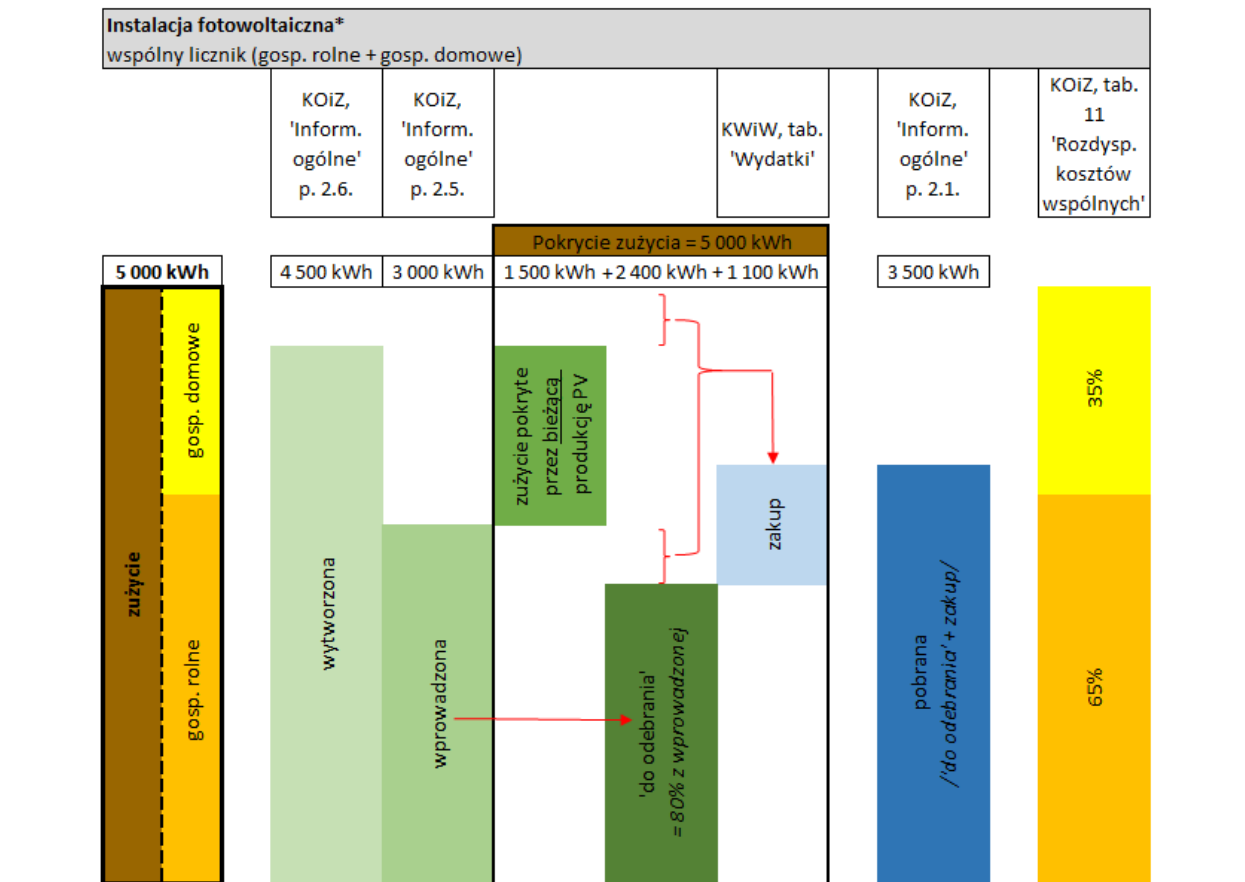 Instalacja fotowoltaiczna*
wspólny licznik (gosp. rolne + gosp. domowe)
KOiZ,
'Inform.
ogólne'
p. 2.6.
KOiZ,
'Inform.
ogólne'
p. 2.5.
KWiW, tab.
'Wydatki'
KOiZ,
'Inform.
ogólne'
p. 2.1.
KOiZ, tab.
11
'Rozdysp.
kosztów
wspólnych'
Pokrycie zużycia = 5 000 kWh
5 000 kWh
4 500 kWh
3 000 kWh
1 500 kWh + 2 400 kWh + 1 100 kWh
3 500 kWh
zużycie
gosp. domowe
gosp. rolne
wytworzona
wprowadzona
zużycie pokryte
przez bieżącą
produkcję PV
'do odebrania'
= 80% z wprowadzonej
zakup
pobrana
/'do odebrania' + zakup/
35%
65%